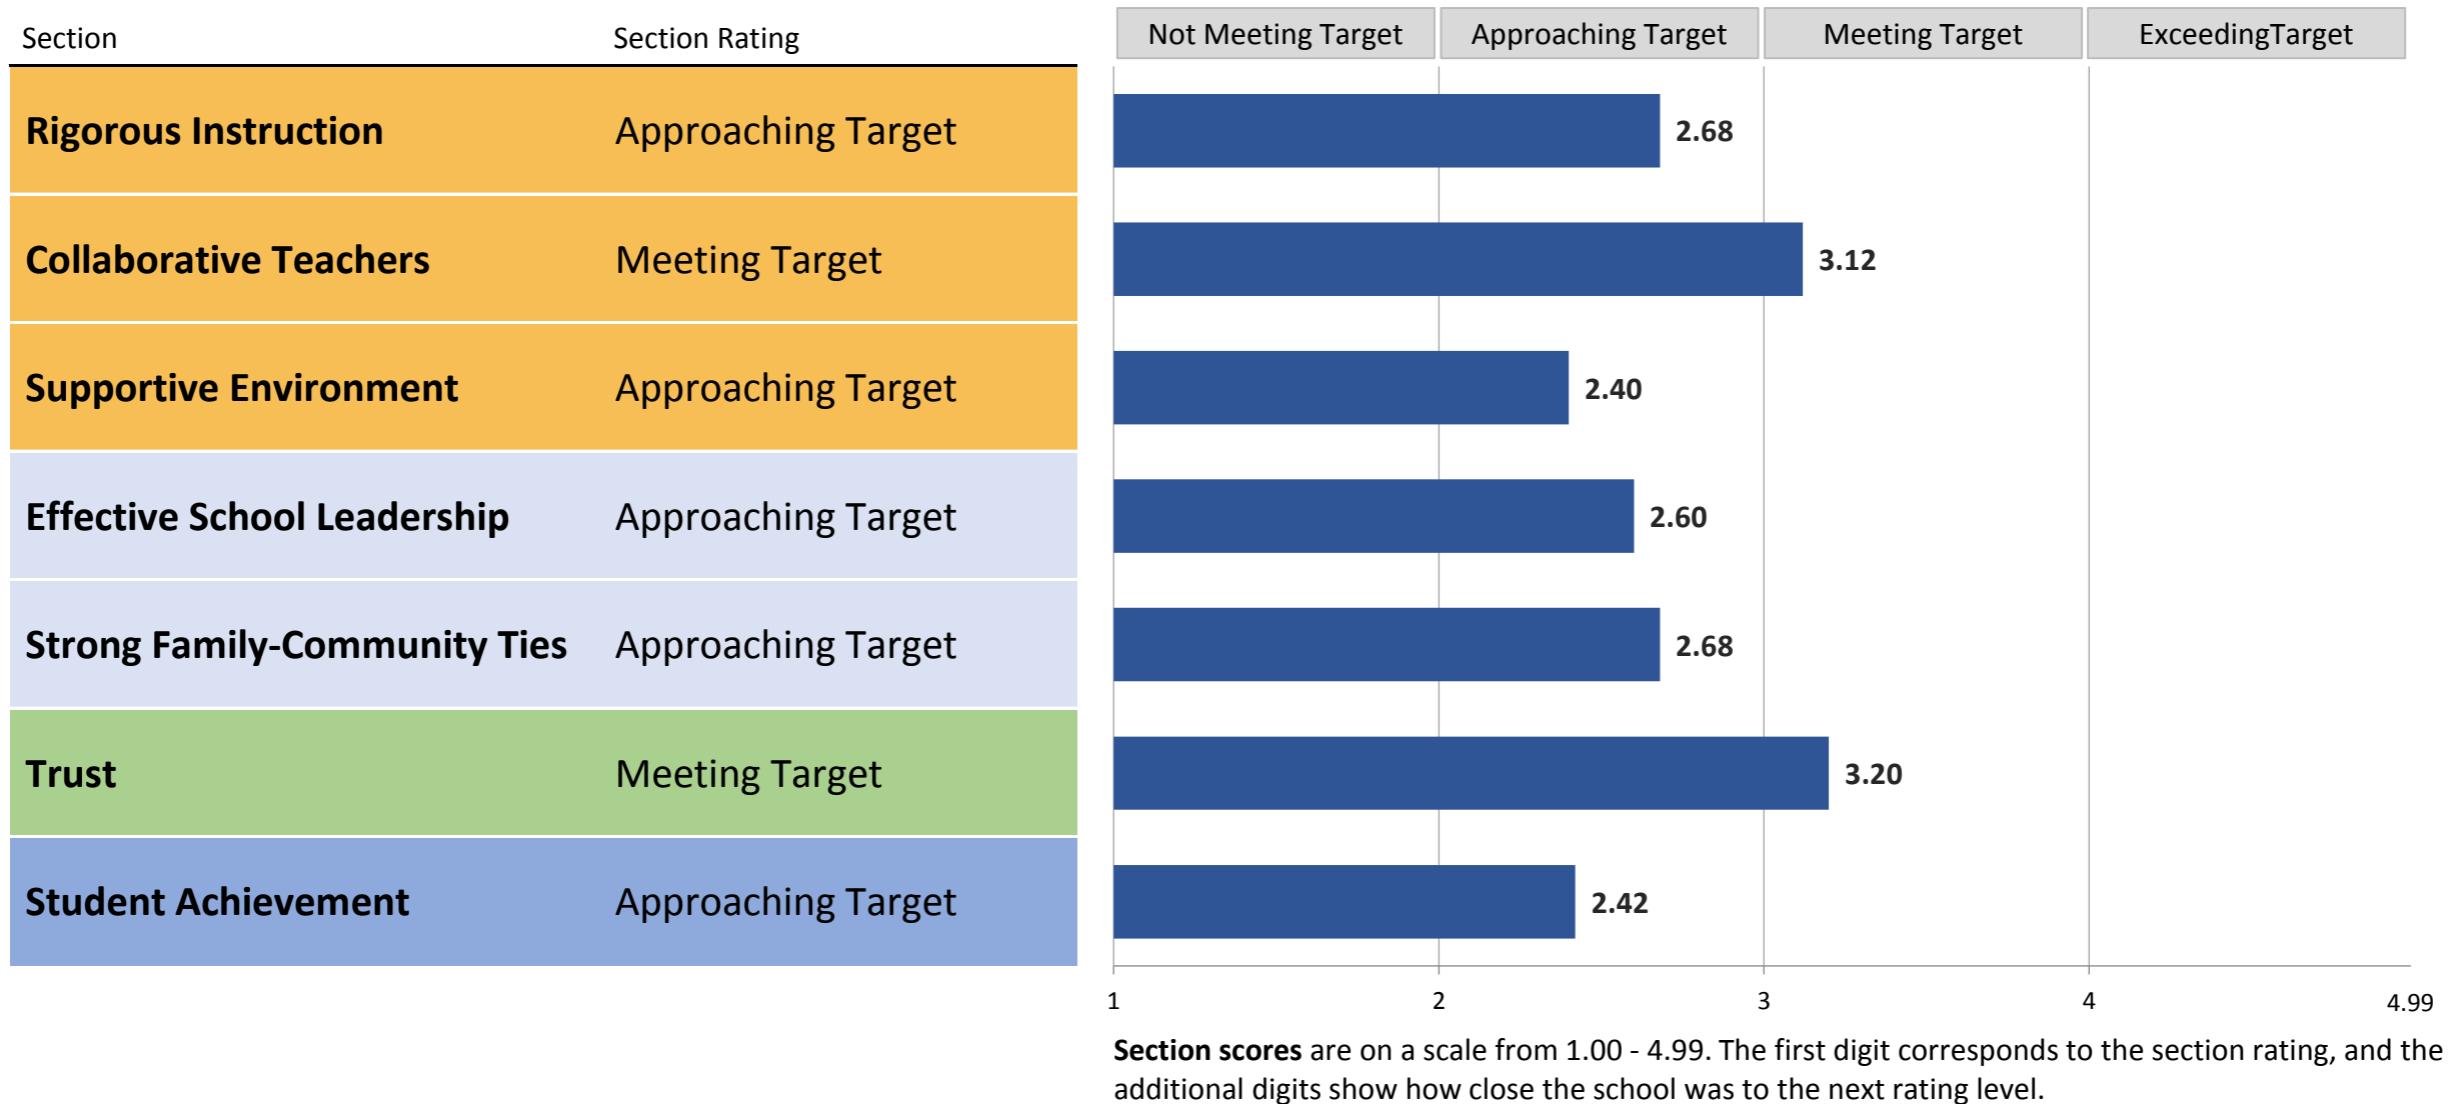 Section Section Rating Not Meeting Target Approaching Target Meeting Target ExceedingTarget
Rigorous Instruction Approaching Target 2.68
Collaborative Teachers Meeting Target 3.12
Supportive Environment Approaching Target 2.40
Effective School Leadership Approaching Target 2.60
Strong Family-Community Ties Approaching Target 2.68
Trust Meeting Target 3.20
Student Achievement Approaching Target 2.42
1 2 3 4 4.99
Section scores are on a scale from 1.00 - 4.99. The first digit corresponds to the section rating, and the
additional digits show how close the school was to the next rating level.